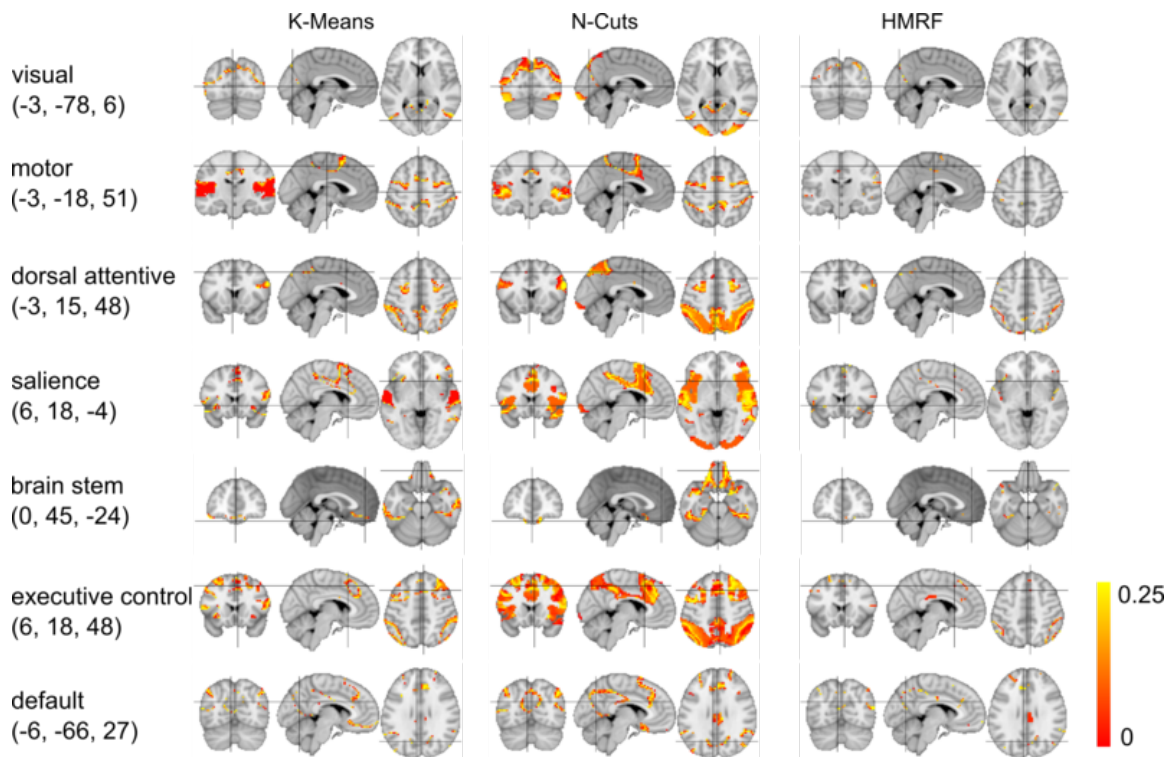 K-Means N-Cuts HMRF
visual
(-3, -78, 6)
motor
(-3, -18, 51)
dorsal attentive
(-3, 15, 48)
salience
(6, 18, -4)
brain stem
(0, 45, -24)
executive control
(6, 18, 48)
0.25
default
(-6, -66, 27)
0